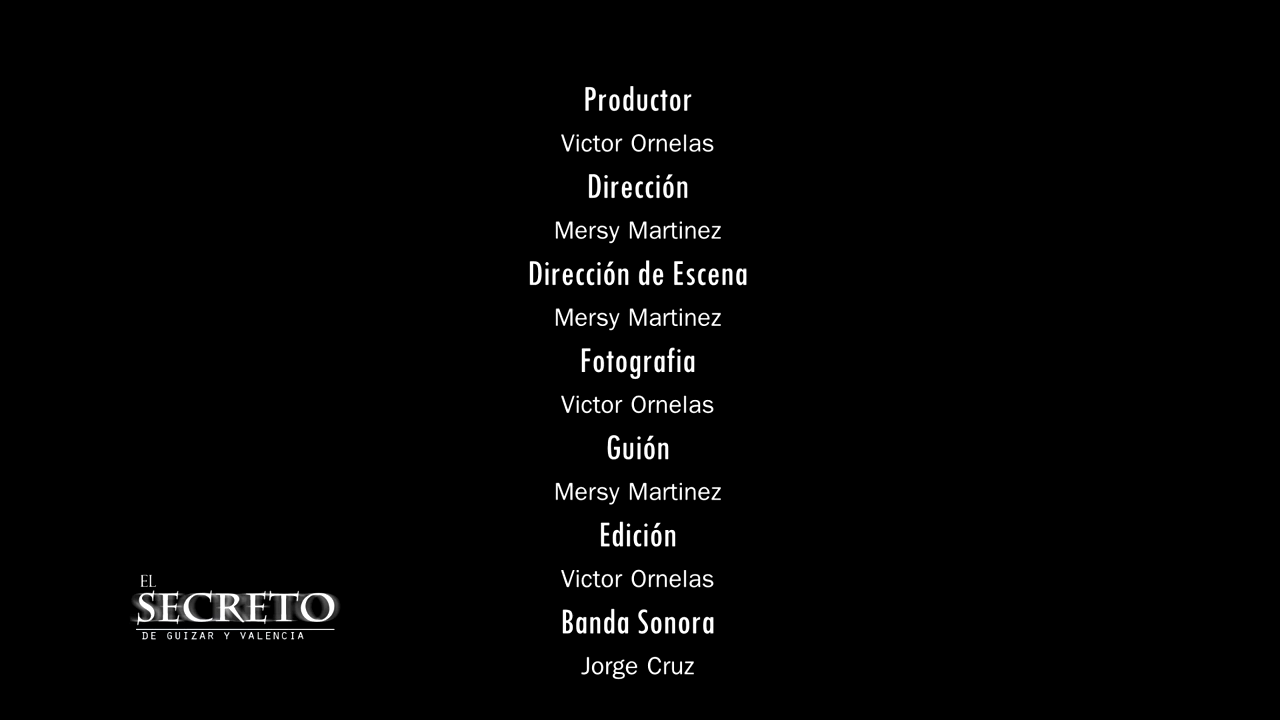 Productor
Victor Ornelas
Dirección
Mersy Martinez
Dirección de Escena
Mersy Martinez
Fotografia
Victor Ornelas
Guión
Mersy Martinez
Edición
Victor Ornelas
Banda Sonora
Jorge Cruz
EL
SECRETO
DE GUIZAR Y VALENCIA